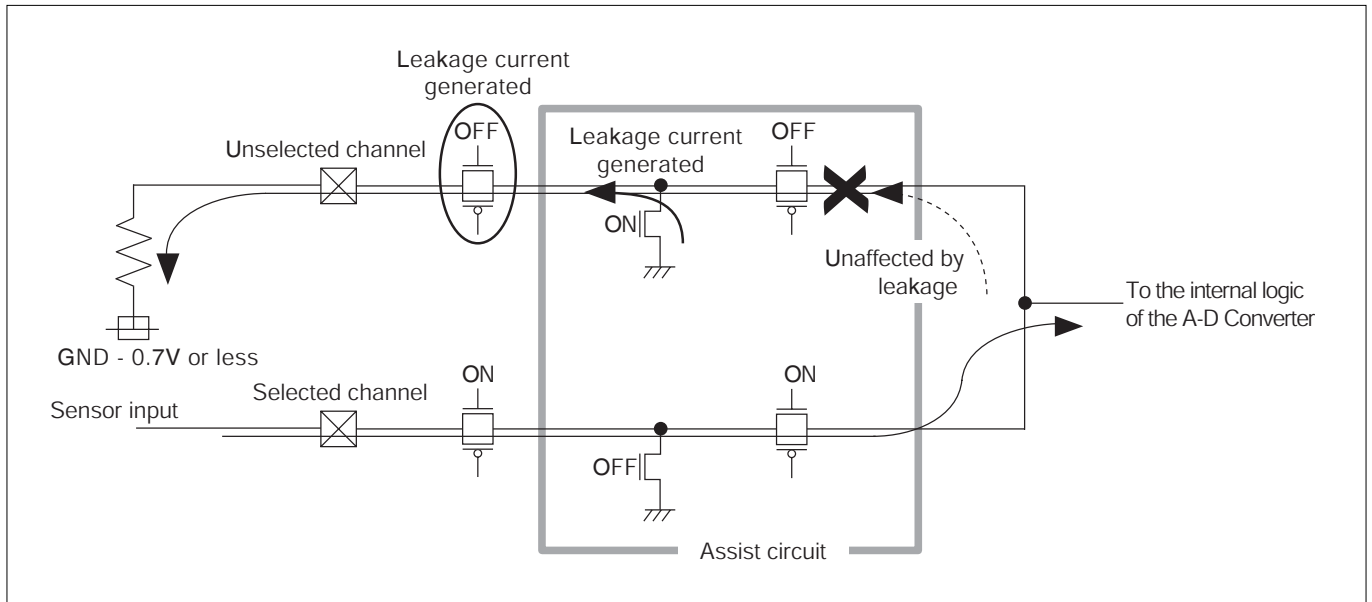 Leakage current
generated
OFF
Leakage current
generated
OFF
Unselected channel
ON
Unaffected by
leakage
To the internal logic
of the A-D Converter
GND - 0.7V or less
Selected channel
ON
ON
Sensor input
OFF
Assist circuit